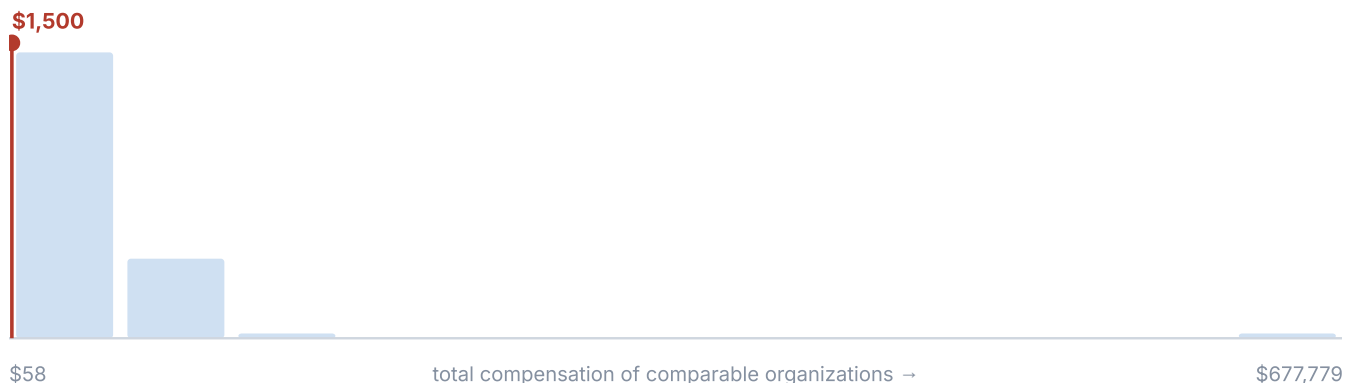 $1,500
$58
total compensation of comparable organizations →
$677,779